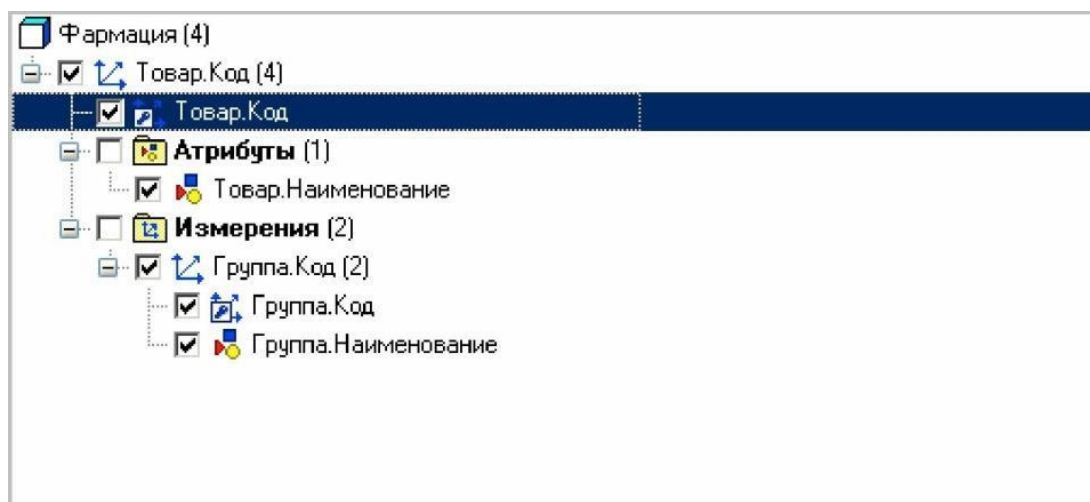 Фармация (4)
Товар.Код (4)
Товар.Код
Атрибуты (1)
Товар.Наименование
Измерения (2)
Группа.Код (2)
Группа.Код
Группа.Наименование